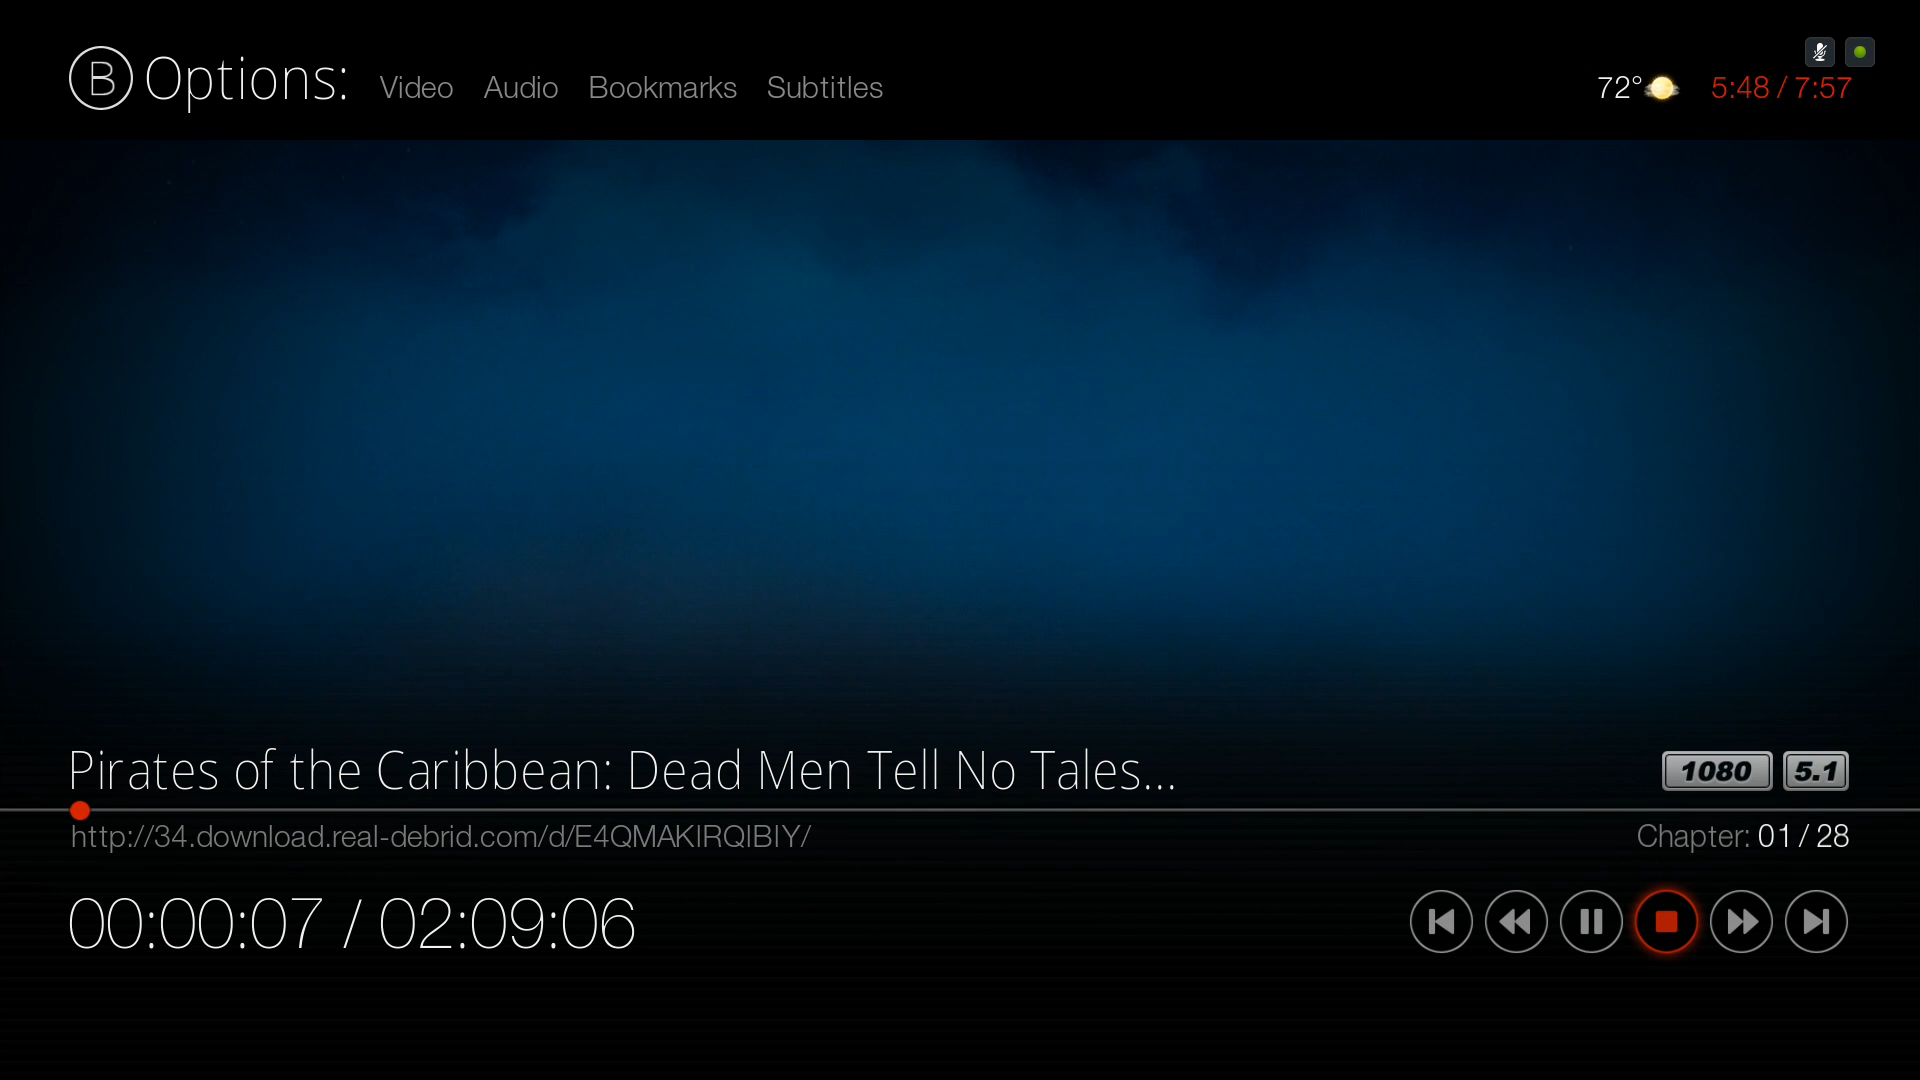 B Options: Video Audio Bookmarks Subtitles 72° 5:48 / 7:57
Pirates of the Caribbean: Dead Men Tell No Tales... 1080 5.1
http://34.download.real-debrid.com/d/E4QMAKIRQIBIY/ Chapter: 01 / 28
00:00:07 / 02:09:06